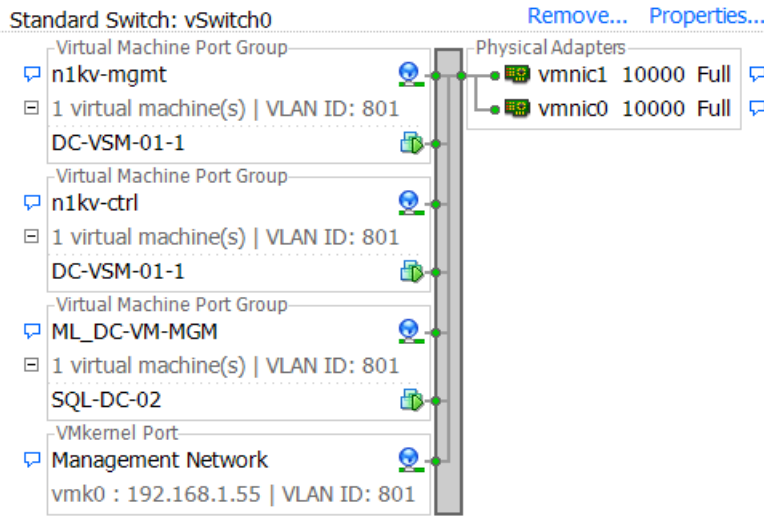 Standard Switch: vSwitch0
Remove... Properties...
Virtual Machine Port Group
n1kv-mgmt
1 virtual machine(s) | VLAN ID: 801
DC-VSM-01-1
Virtual Machine Port Group
n1kv-ctrl
1 virtual machine(s) | VLAN ID: 801
DC-VSM-01-1
Virtual Machine Port Group
ML_DC-VM-MGM
1 virtual machine(s) | VLAN ID: 801
SQL-DC-02
VMkernel Port
Management Network
vmk0 : 192.168.1.55 | VLAN ID: 801
Physical Adapters
vmnic1 10000 Full
vmnic0 10000 Full